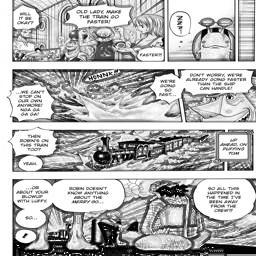 WILL
IT BE
OKAY?
OLD LADY, MAKE
THE TRAIN GO
FASTER!
FASTER!!
DON'T WORRY, WE'RE
ALREADY GOING FASTER
THAN THE SHIP
CAN HANDLE!
WE'RE
GOING
SO
FAST...
...WE CAN'T
STOP ON
OUR OWN
ANYMORE!
NGA GA
GA GA!
UP
AHEAD, ON
PUFFING
TOM
THEN
ROBIN'S
ON THIS
TRAIN
TOO?
YEAH.
SO ALL THIS
HAPPENED IN
THE TIME I'VE
BEEN AWAY
FROM THE
CREW?!
ROBIN DOESN'T
KNOW ANYTHING
ABOUT THE
MERRY GO...
...OR
ABOUT YOUR
BLOWUP
WITH LUFFY.
SO...